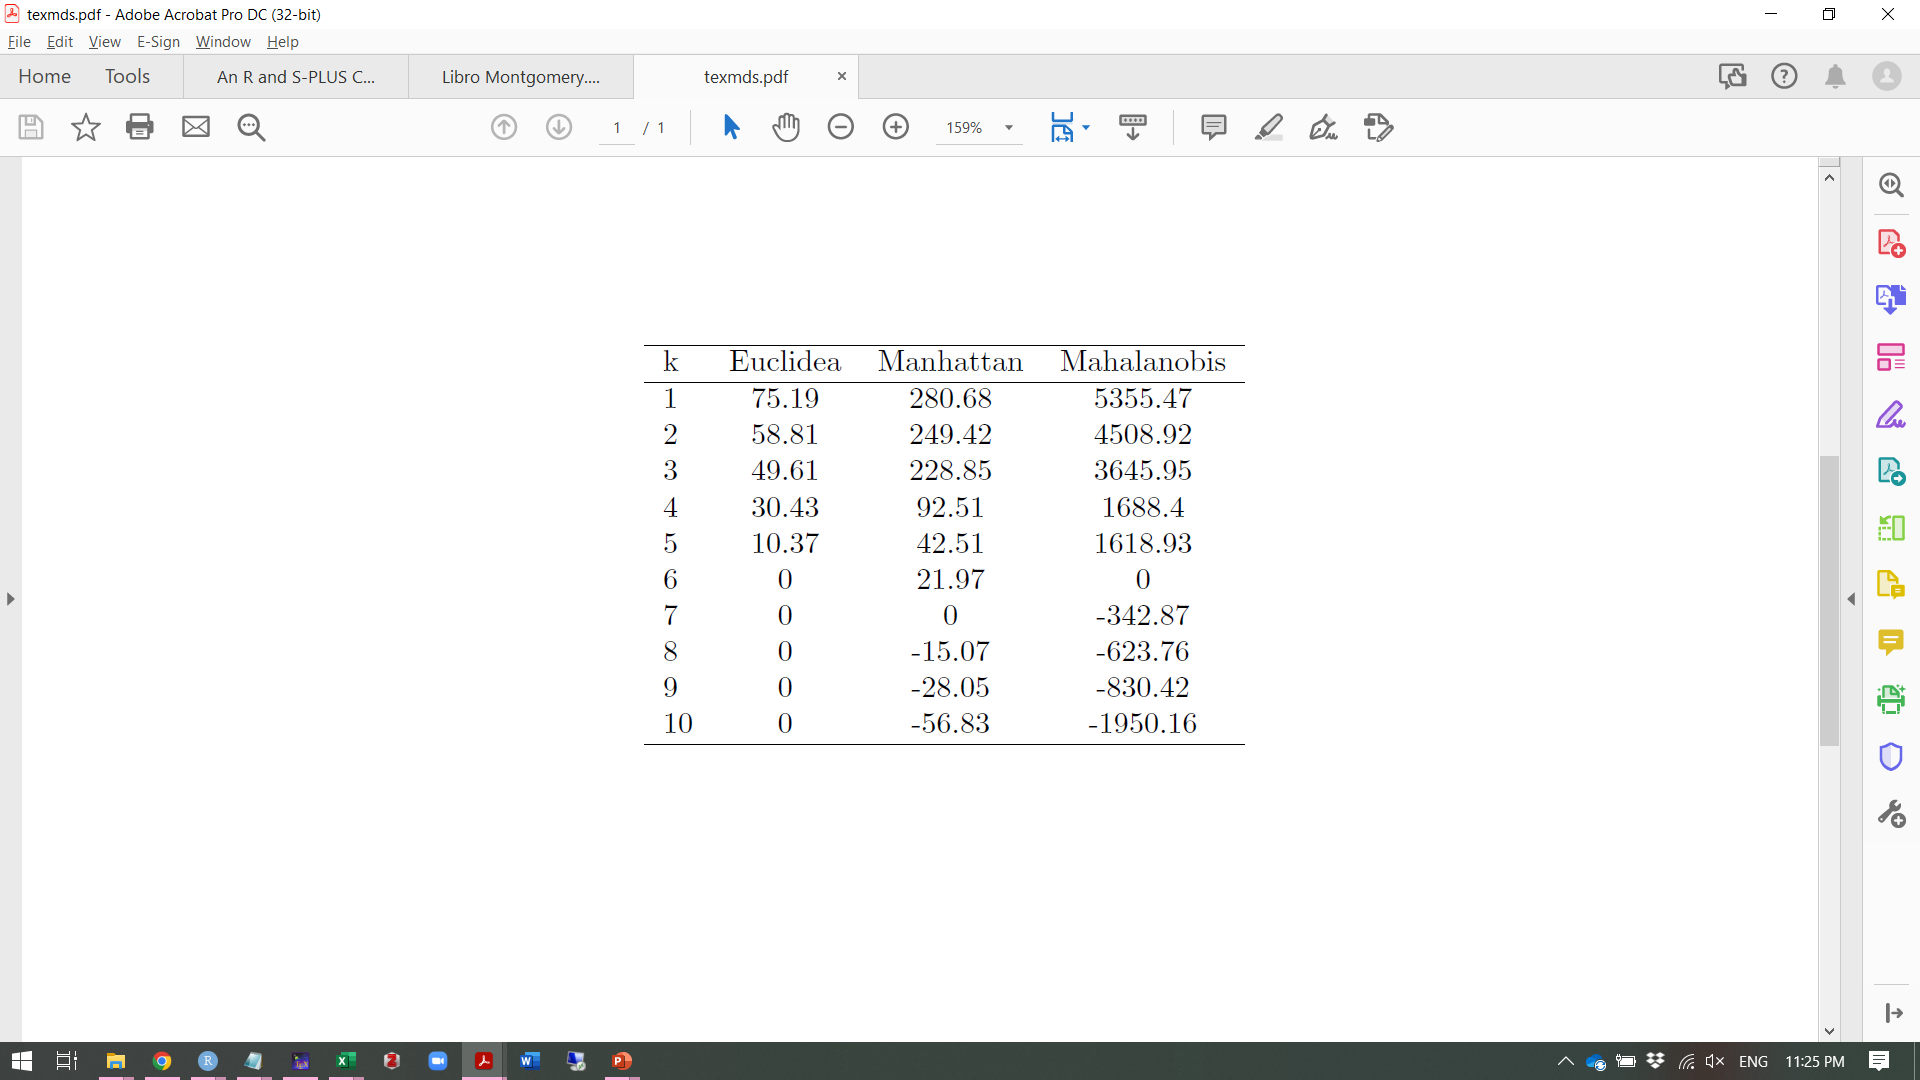 texmds.pdf - Adobe Acrobat Pro DC (32-bit)
File Edit View E-Sign Window Help
Home Tools An R and S-PLUS C... Libro Montgomery.... texmds.pdf ×
1 / 1 159%
k Euclidea Manhattan Mahalanobis
1 75.19 280.68 5355.47
2 58.81 249.42 4508.92
3 49.61 228.85 3645.95
4 30.43 92.51 1688.4
5 10.37 42.51 1618.93
6 0 21.97 0
7 0 0 -342.87
8 0 -15.07 -623.76
9 0 -28.05 -830.42
10 0 -56.83 -1950.16
ENG 11:25 PM